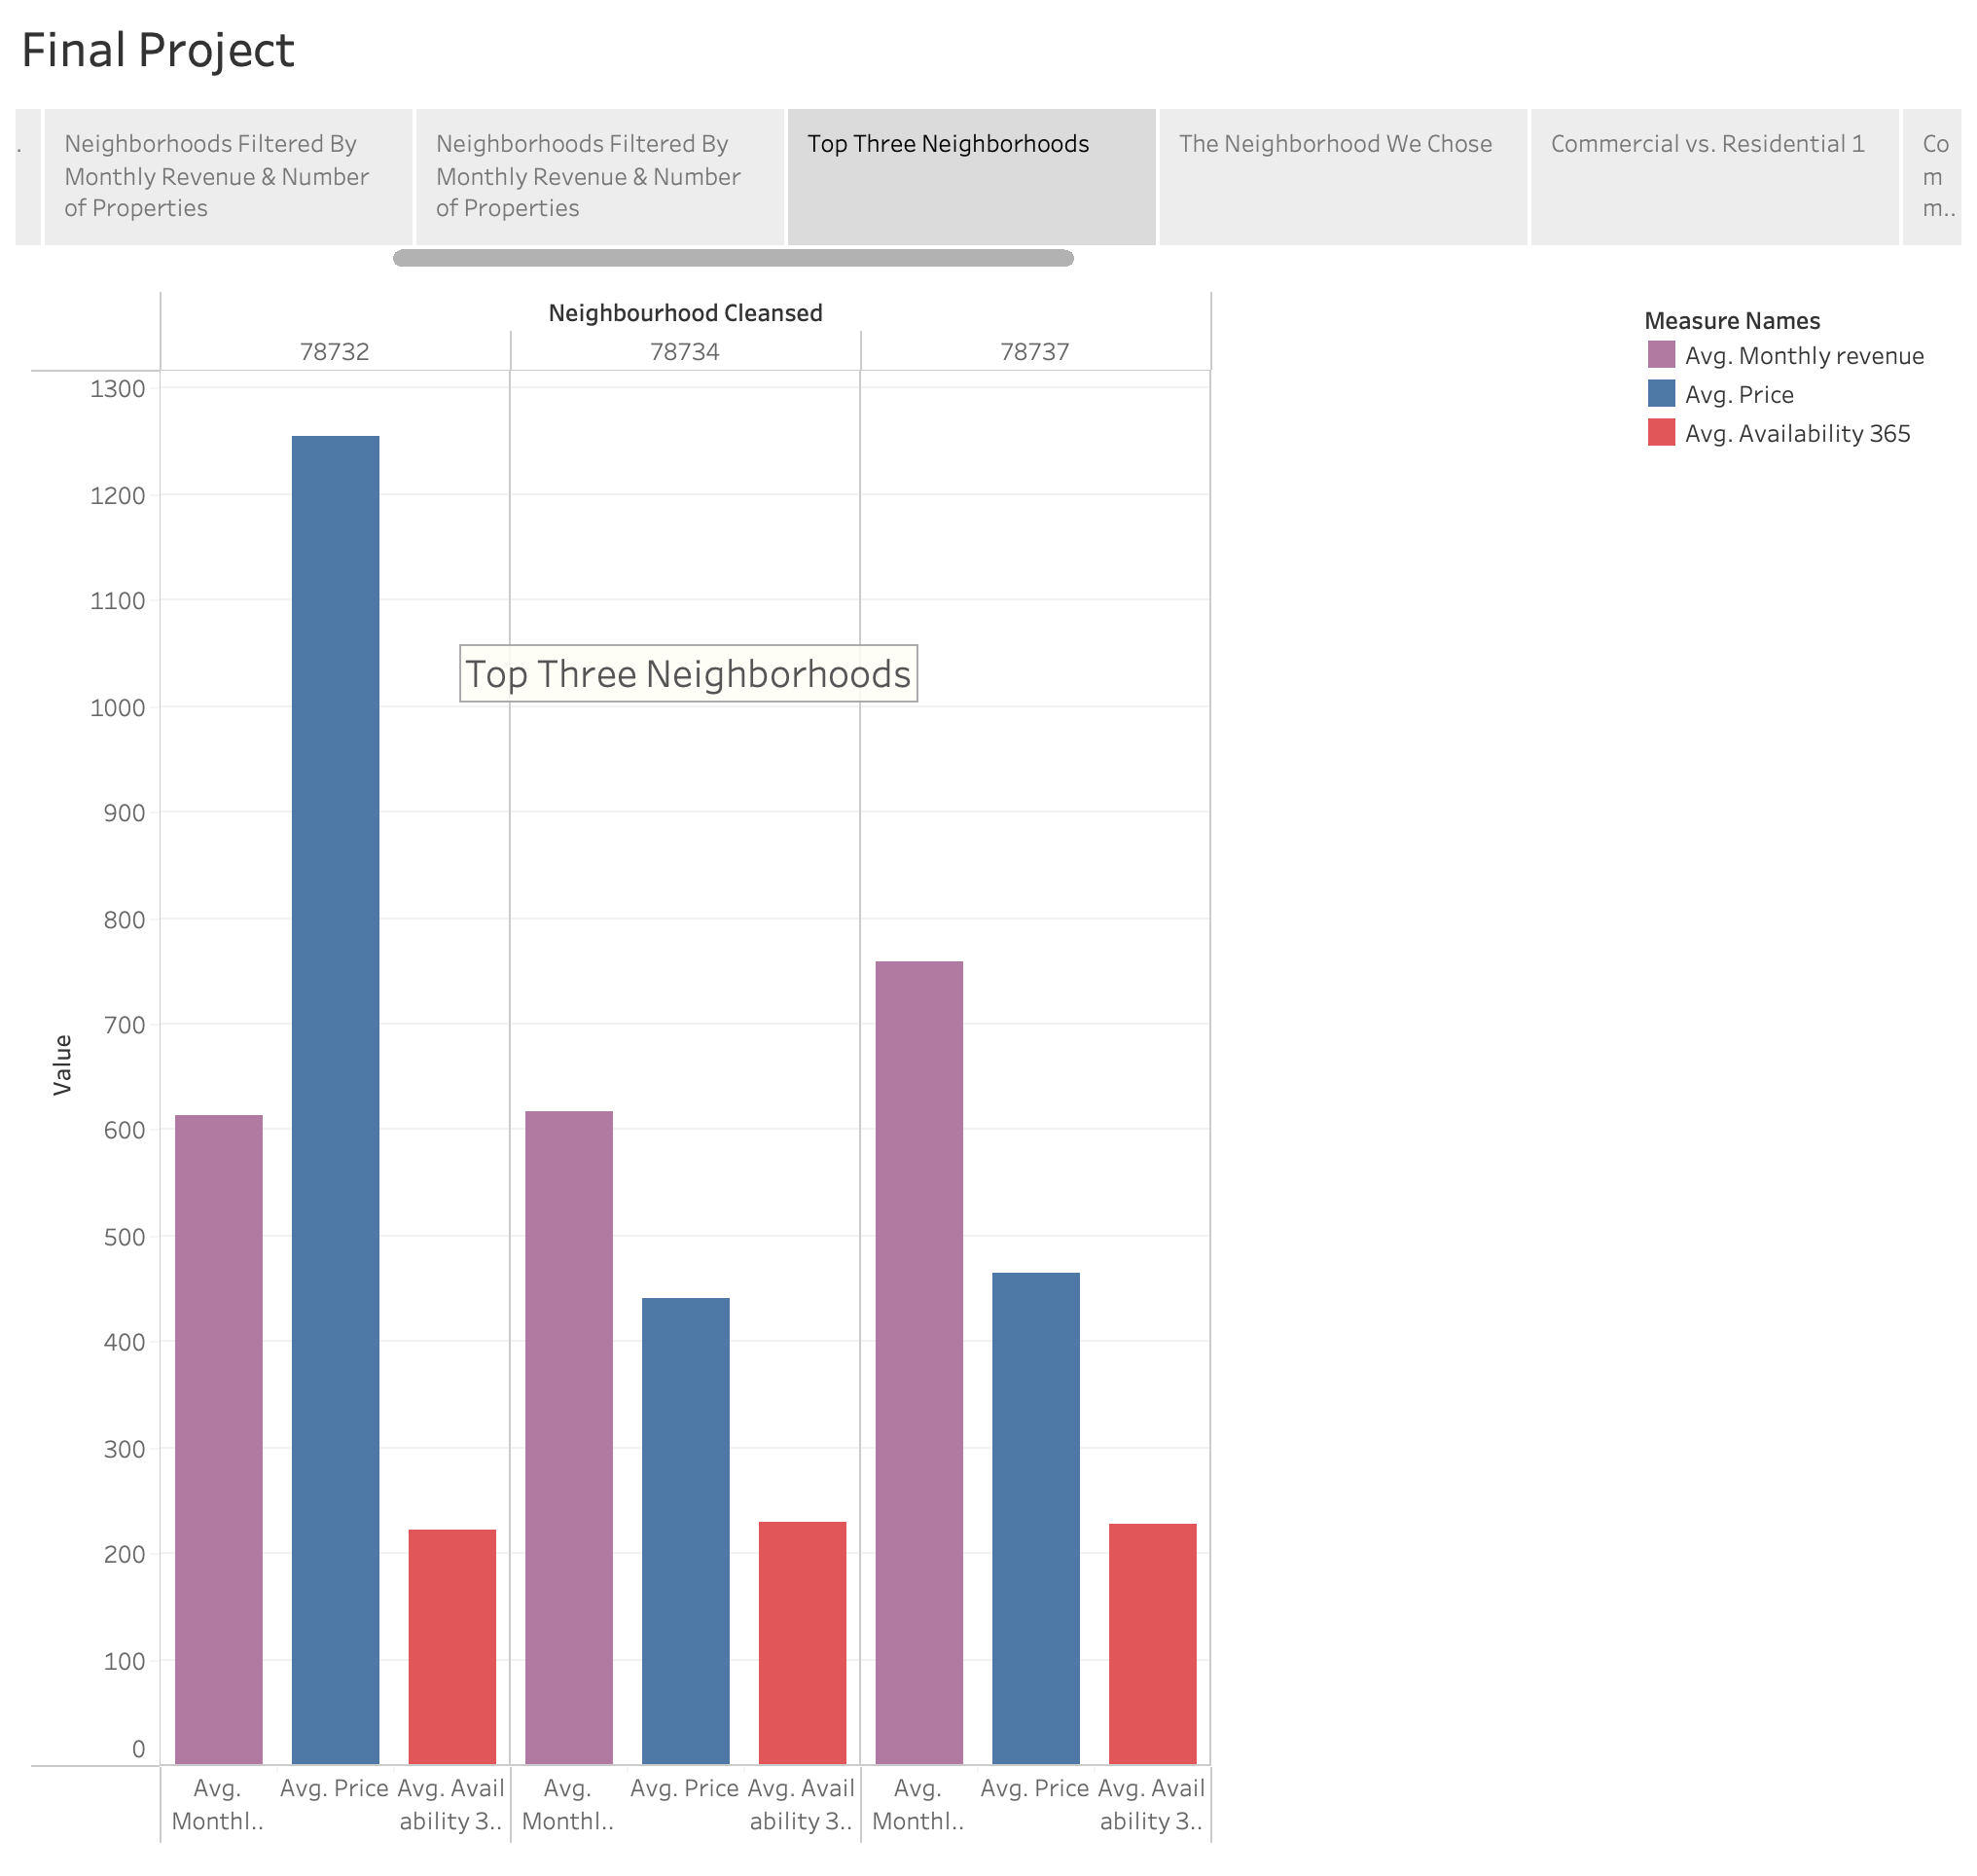 Final Project
.
Neighborhoods Filtered By
Monthly Revenue & Number
of Properties
Neighborhoods Filtered By
Monthly Revenue & Number
of Properties
Top Three Neighborhoods
The Neighborhood We Chose
Commercial vs. Residential 1
Co
m
m..
Neighbourhood Cleansed
78732
78734
78737
Measure Names
Avg. Monthly revenue
Avg. Price
Avg. Availability 365
1300
1200
1100
Top Three Neighborhoods
1000
900
800
700
Value
600
500
400
300
200
100
0
Avg.
Monthl..
Avg. Price
Avg. Avail
ability 3..
Avg.
Monthl..
Avg. Price
Avg. Avail
ability 3..
Avg.
Monthl..
Avg. Price
Avg. Avail
ability 3..